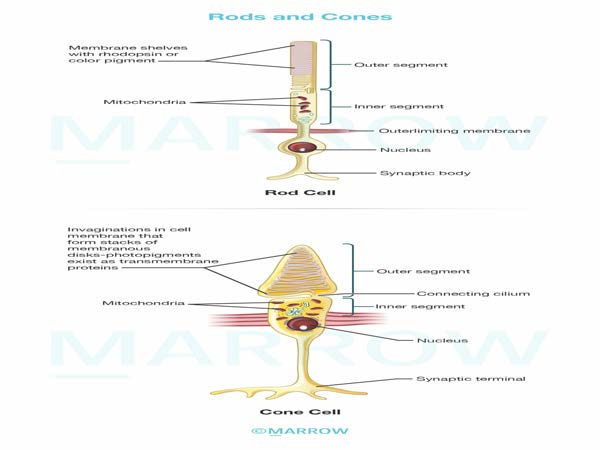 Rods and Cones
Membrane shelves
with rhodopsin or
color pigment
Outer segment
Mitochondria
Inner segment
MARROW
Outerlimiting membrane
Nucleus
Synaptic body
Rod Cell
Invaginations in cell
membrane that
form stacks of
membranous
disks-photopigments
exist as transmembrane
proteins
Outer segment
Connecting cilium
Mitochondria
Inner segment
MARROW
Nucleus
Synaptic terminal
Cone Cell
©MARROW